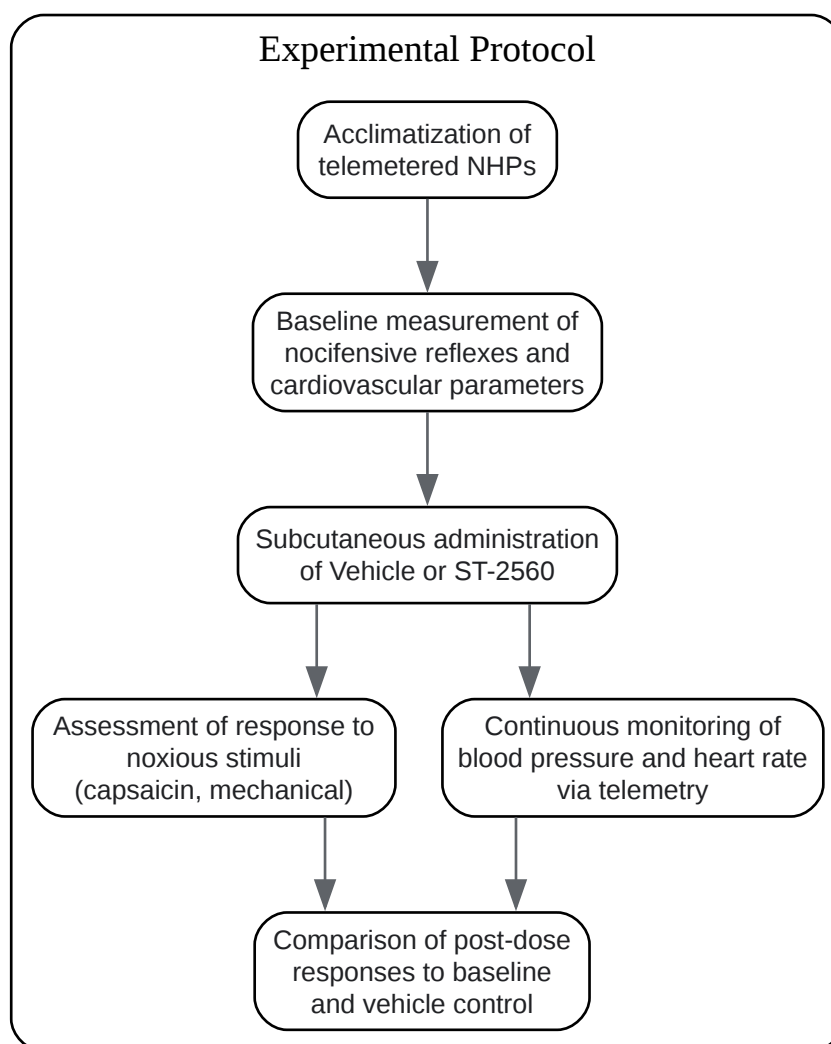 Experimental Protocol
Acclimatization of
telemetered NHPs
Baseline measurement of
nocifensive reflexes and
cardiovascular parameters
Subcutaneous administration
of Vehicle or ST-2560
Assessment of response to
noxious stimuli
(capsaicin, mechanical)
Continuous monitoring of
blood pressure and heart rate
via telemetry
Comparison of post-dose
responses to baseline
and vehicle control